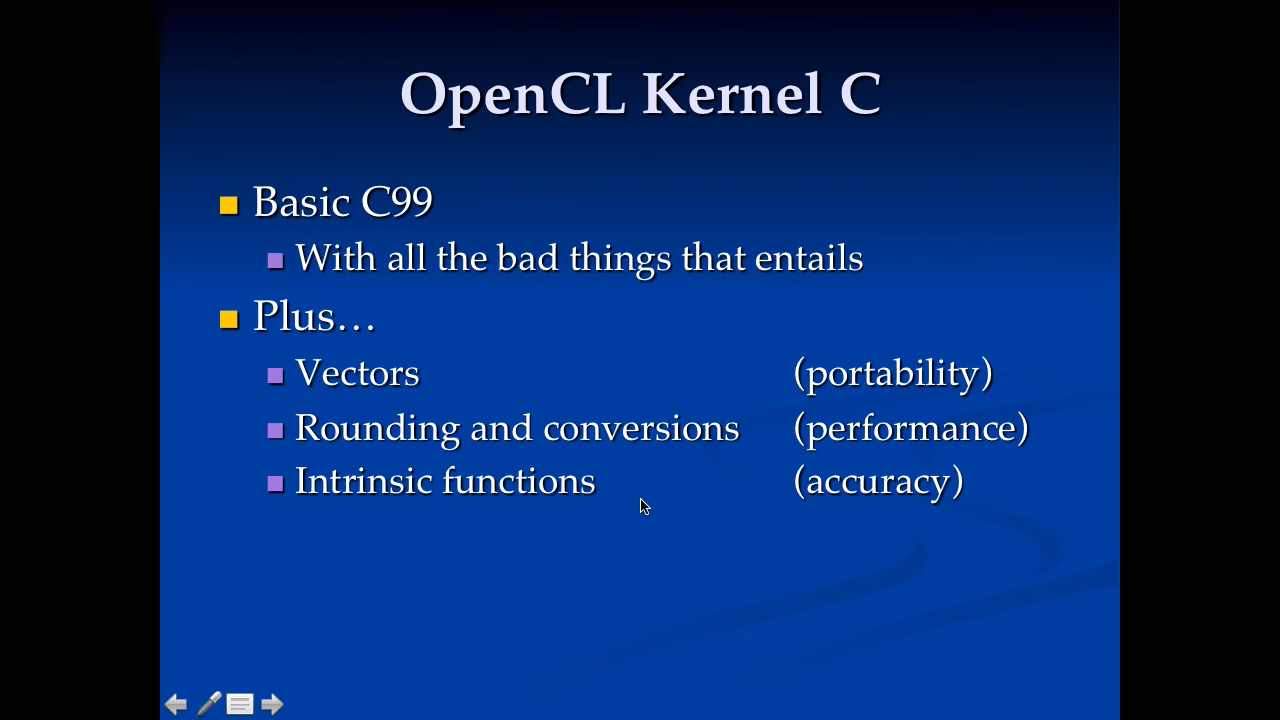 OpenCL Kernel C
Basic C99
With all the bad things that entails
Plus…
Vectors (portability)
Rounding and conversions (performance)
Intrinsic functions (accuracy)